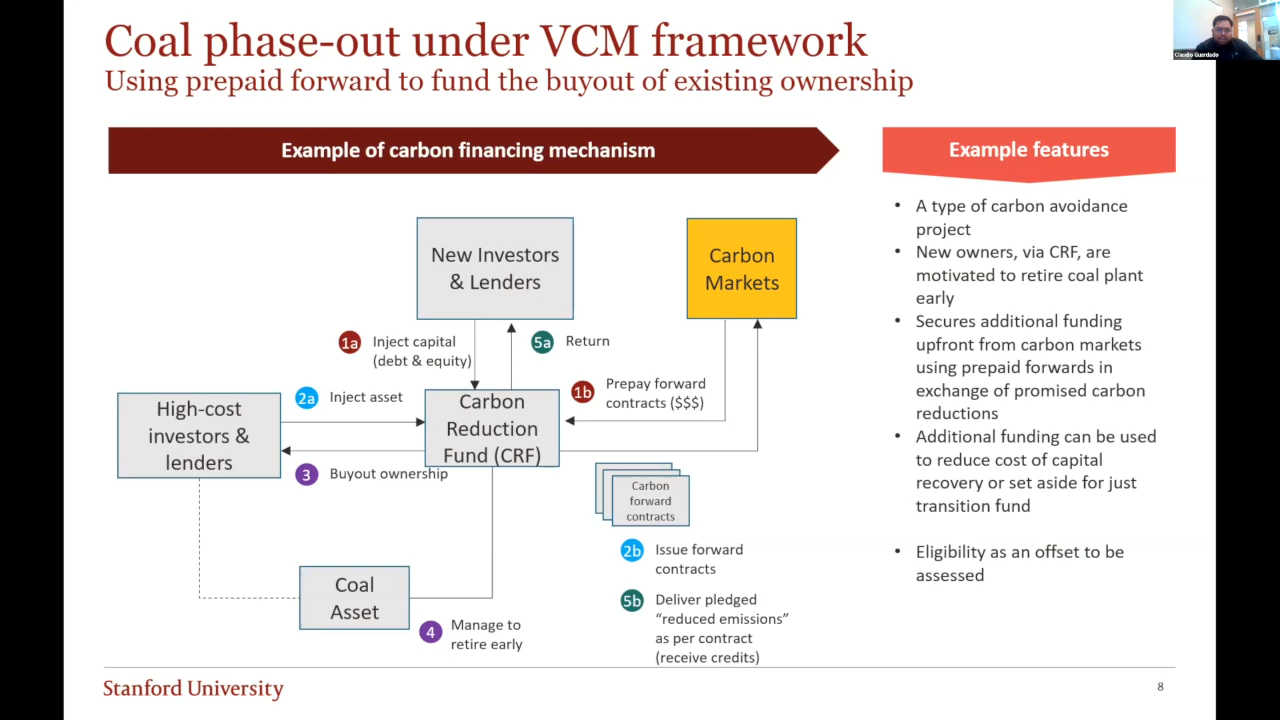 Coal phase-out under VCM framework
Using prepaid forward to fund the buyout of existing ownership
Claudio Guardado
Example of carbon financing mechanism
Example features
New Investors
& Lenders
Carbon
Markets
1a
Inject capital
(debt & equity)
5a
Return
1b
Prepay forward
contracts ($$$)
High-cost
investors &
lenders
2a
Inject asset
Carbon
Reduction
Fund (CRF)
3
Buyout ownership
Carbon
forward
contracts
2b
Issue forward
contracts
5b
Deliver pledged
“reduced emissions”
as per contract
(receive credits)
Coal
Asset
4
Manage to
retire early
• A type of carbon avoidance
project
• New owners, via CRF, are
motivated to retire coal plant
early
• Secures additional funding
upfront from carbon markets
using prepaid forwards in
exchange of promised carbon
reductions
• Additional funding can be used
to reduce cost of capital
recovery or set aside for just
transition fund
• Eligibility as an offset to be
assessed
Stanford University
8